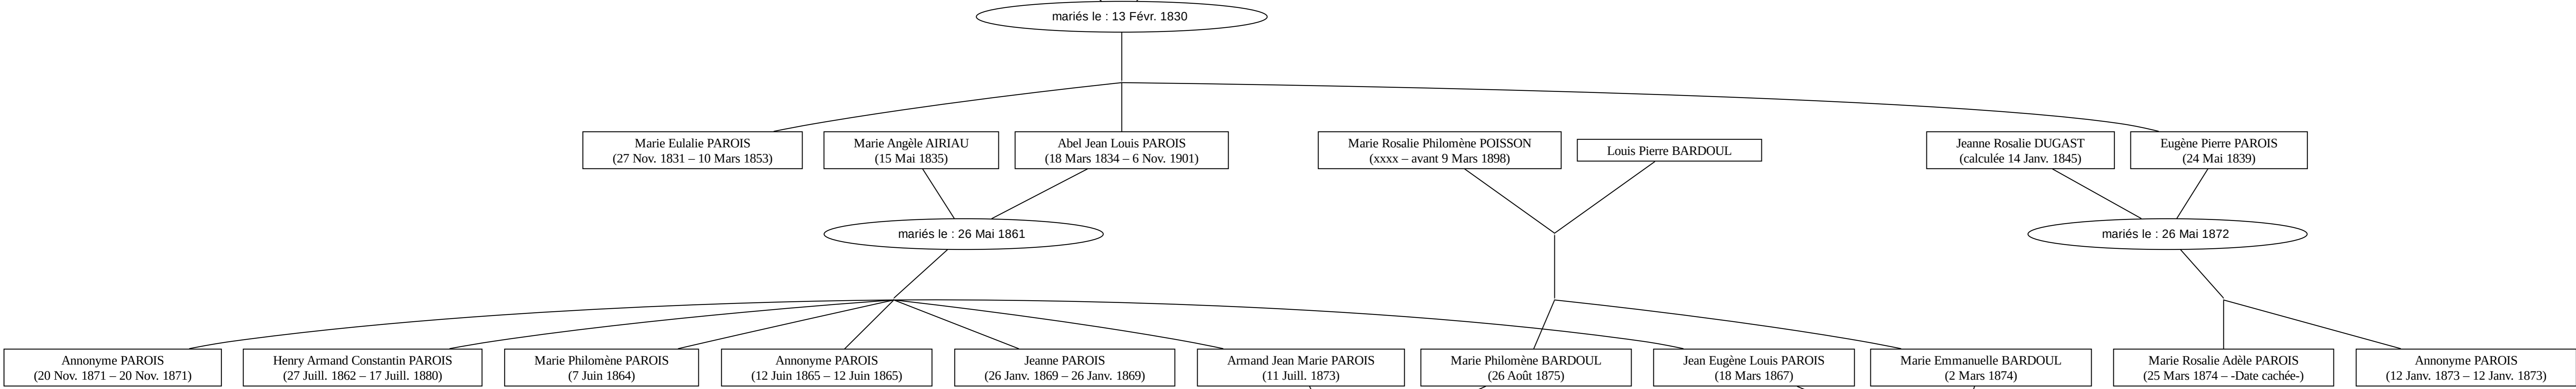 mariés le : 13 Févr. 1830
Marie Eulalie PAROIS
(27 Nov. 1831 – 10 Mars 1853)
Marie Angèle AIRIAU
(15 Mai 1835)
Abel Jean Louis PAROIS
(18 Mars 1834 – 6 Nov. 1901)
Marie Rosalie Philomène POISSON
(xxxx – avant 9 Mars 1898)
Louis Pierre BARDOUL
Jeanne Rosalie DUGAST
(calculée 14 Janv. 1845)
Eugène Pierre PAROIS
(24 Mai 1839)
mariés le : 26 Mai 1861
mariés le : 26 Mai 1872
Annonyme PAROIS
(20 Nov. 1871 – 20 Nov. 1871)
Henry Armand Constantin PAROIS
(27 Juill. 1862 – 17 Juill. 1880)
Marie Philomène PAROIS
(7 Juin 1864)
Annonyme PAROIS
(12 Juin 1865 – 12 Juin 1865)
Jeanne PAROIS
(26 Janv. 1869 – 26 Janv. 1869)
Armand Jean Marie PAROIS
(11 Juill. 1873)
Marie Philomène BARDOUL
(26 Août 1875)
Jean Eugène Louis PAROIS
(18 Mars 1867)
Marie Emmanuelle BARDOUL
(2 Mars 1874)
Marie Rosalie Adèle PAROIS
(25 Mars 1874 – -Date cachée-)
Annonyme PAROIS
(12 Janv. 1873 – 12 Janv. 1873)